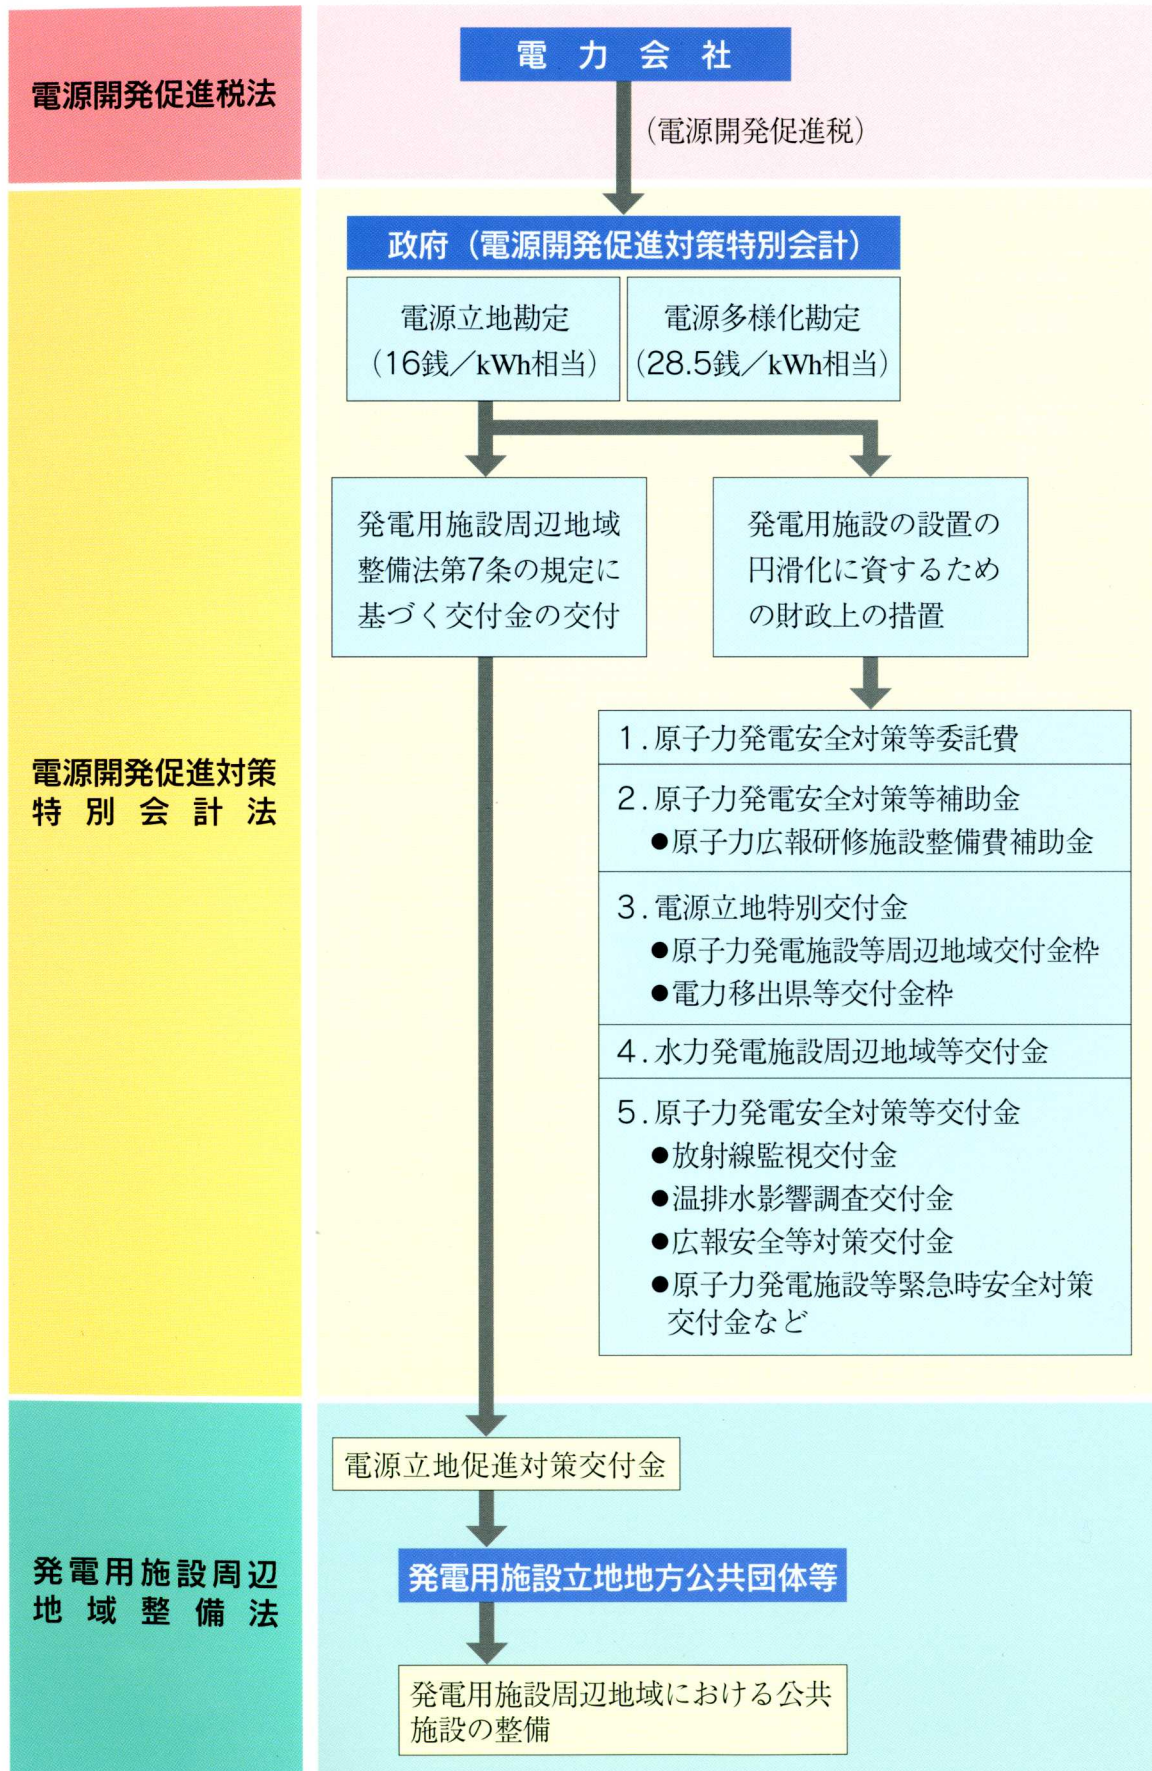 電源開発促進税法
電力会社
（電源開発促進税）
電源開発促進対策
特別会計法
政府（電源開発促進対策特別会計）
電源立地勘定
（16銭／kWh相当）
電源多様化勘定
（28.5銭／kWh相当）
発電用施設周辺地域
整備法第7条の規定に
基づく交付金の交付
発電用施設の設置の
円滑化に資するため
の財政上の措置
1.原子力発電安全対策等委託費
2.原子力発電安全対策等補助金
●原子力広報研修施設整備費補助金
3.電源立地特別交付金
●原子力発電施設等周辺地域交付金枠
●電力移出県等交付金枠
4.水力発電施設周辺地域等交付金
5.原子力発電安全対策等交付金
●放射線監視交付金
●温排水影響調査交付金
●広報安全等対策交付金
●原子力発電施設等緊急時安全対策
交付金など
発電用施設周辺
地域整備法
電源立地促進対策交付金
発電用施設立地地方公共団体等
発電用施設周辺地域における公共
施設の整備